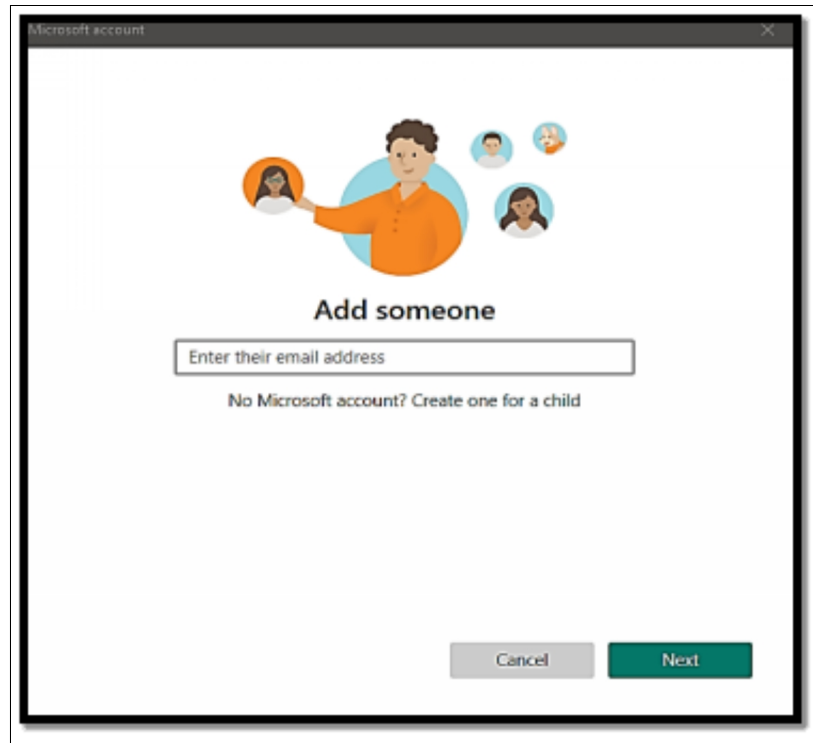 Microsoft account
Add someone
Enter their email address
No Microsoft account? Create one for a child
Cancel
Next